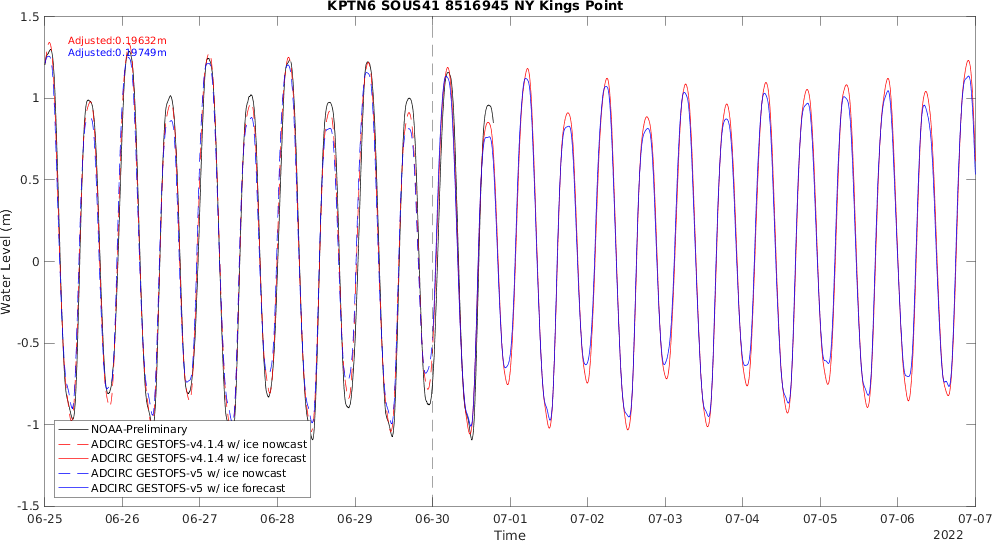 KPTN6 SOUS41 8516945 NY Kings Point
Adjusted:0.19632m
Adjusted:0.19749m
Water Level (m)
1.5
1
0.5
0
-0.5
-1
-1.5
NOAA-Preliminary
ADCIRC GESTOFS-v4.1.4 w/ ice nowcast
ADCIRC GESTOFS-v4.1.4 w/ ice forecast
ADCIRC GESTOFS-v5 w/ ice nowcast
ADCIRC GESTOFS-v5 w/ ice forecast
06-25 06-26 06-27 06-28 06-29 06-30 07-01 07-02 07-03 07-04 07-05 07-06 07-07
Time
2022